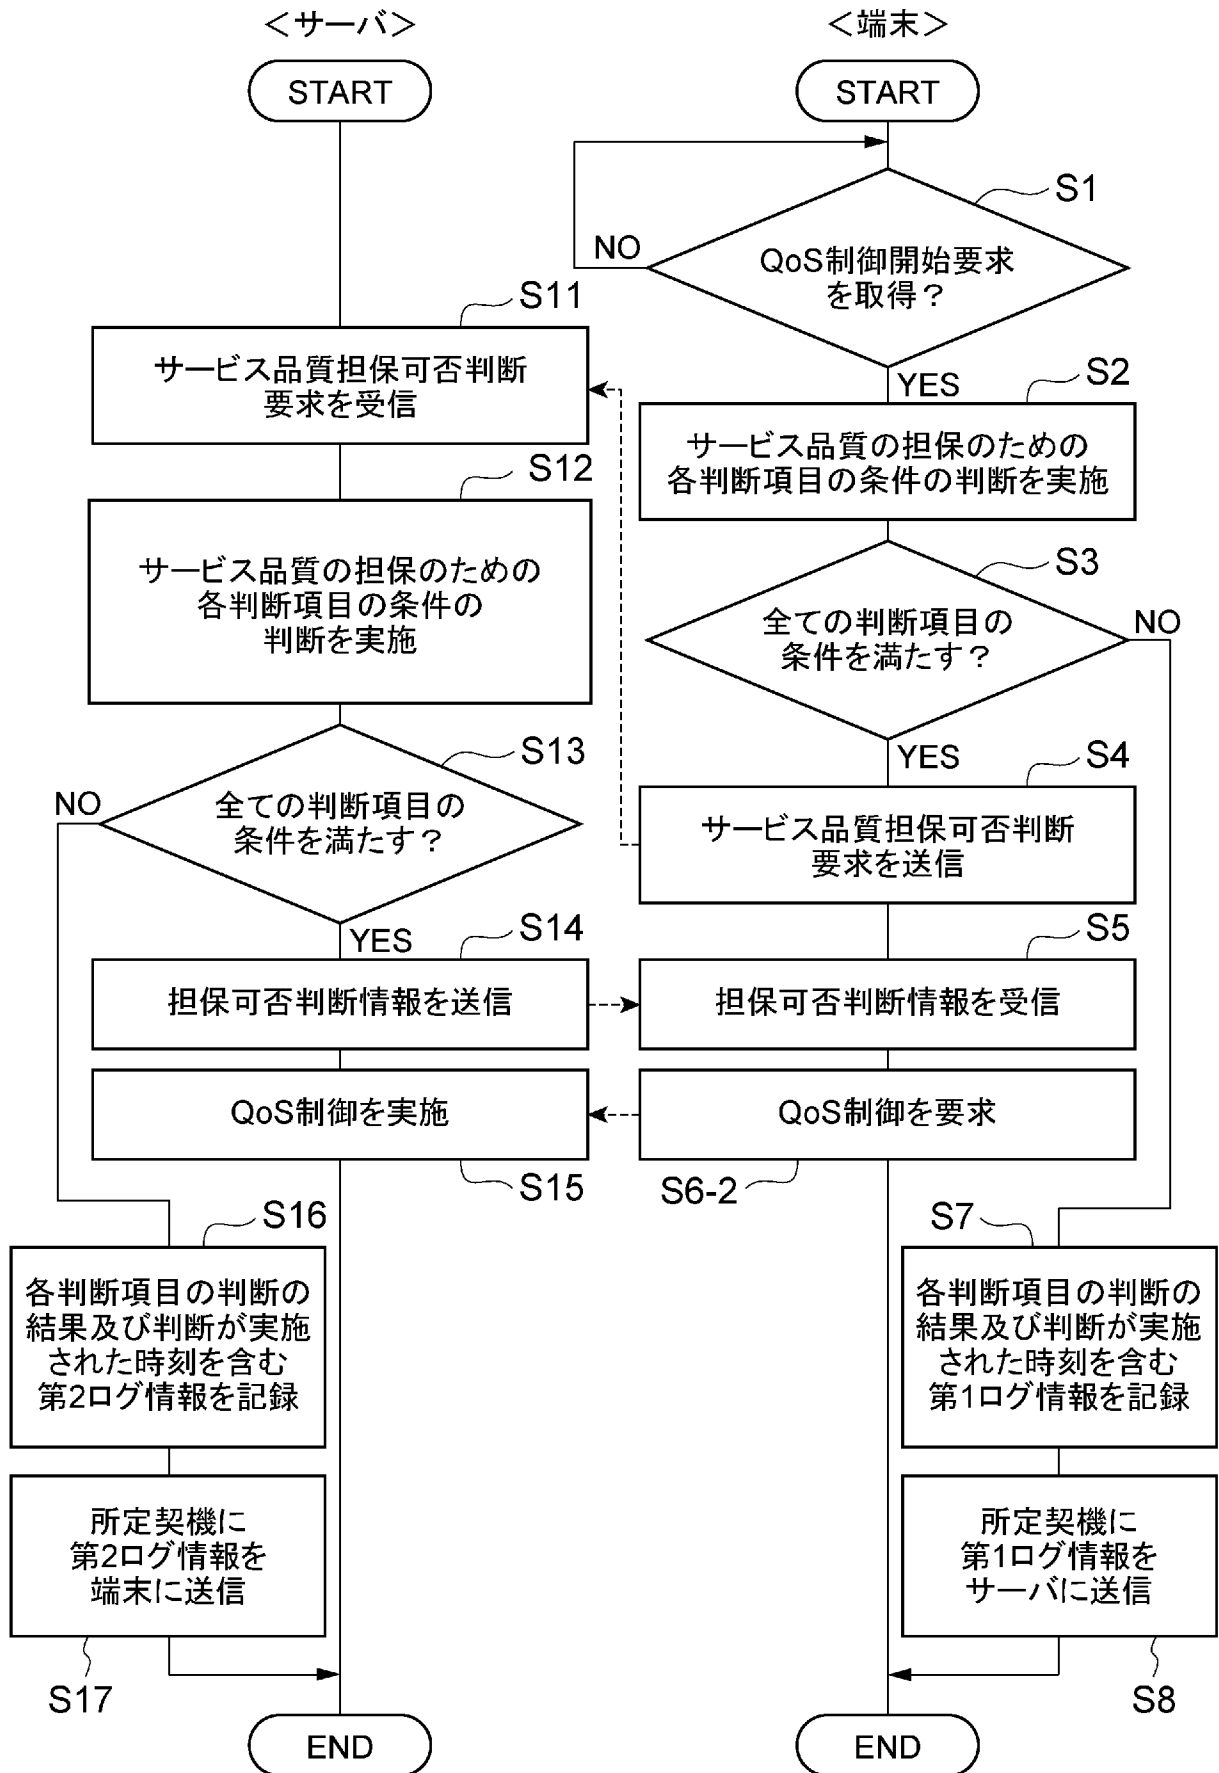 ＜サーバ＞
START
S11
サービス品質担保可否判断
要求を受信
S12
サービス品質の担保のための
各判断項目の条件の
判断を実施
S13
全ての判断項目の
条件を満たす？
NO
YES
S14
担保可否判断情報を送信
QoS制御を実施
S15
S16
各判断項目の判断の
結果及び判断が実施
された時刻を含む
第2ログ情報を記録
所定契機に
第2ログ情報を
端末に送信
S17
END
＜端末＞
START
S1
QoS制御開始要求
を取得？
NO
YES
S2
サービス品質の担保のための
各判断項目の条件の判断を実施
S3
全ての判断項目の
条件を満たす？
NO
YES
S4
サービス品質担保可否判断
要求を送信
S5
担保可否判断情報を受信
QoS制御を要求
S6-2
S7
各判断項目の判断の
結果及び判断が実施
された時刻を含む
第1ログ情報を記録
所定契機に
第1ログ情報を
サーバに送信
S8
END